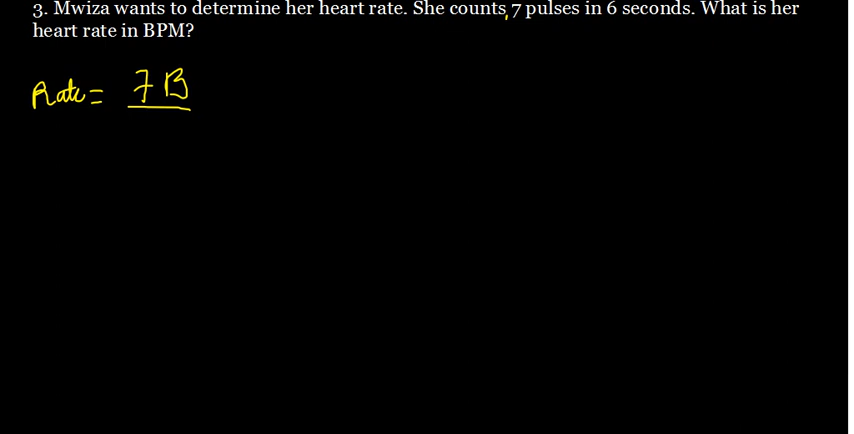 3. Mwiza wants to determine her heart rate. She counts 7 pulses in 6 seconds. What is her
heart rate in BPM?
Rate = 7 B